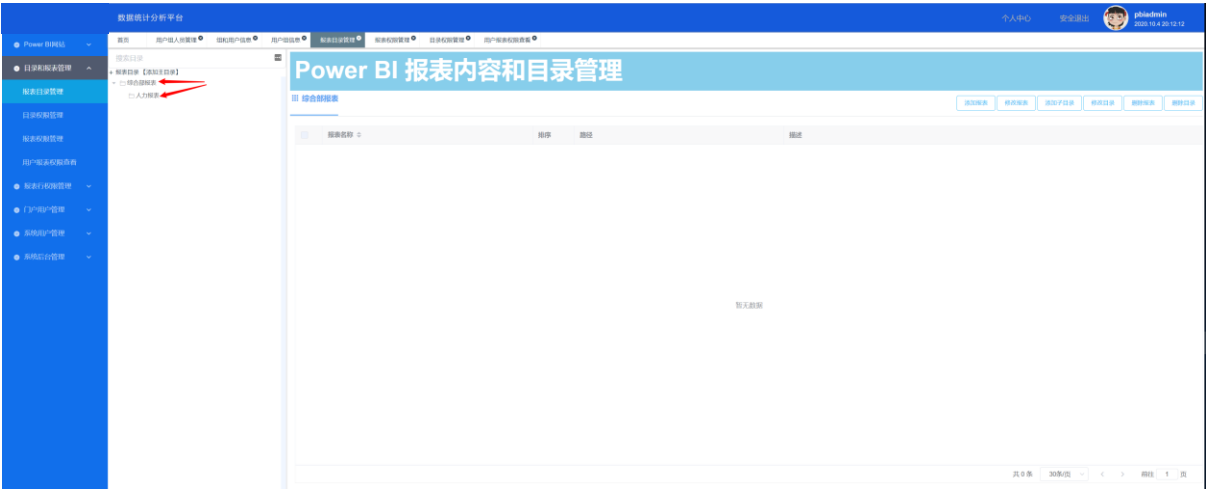 数据统计分析平台
个人中心 安全退出 pbiadmin
2020.10.4 20:12:12
Power BI网站
目录和报表管理
报表目录管理
目录权限管理
报表权限管理
用户报表权限查看
报表行权限管理
门户用户管理
系统用户管理
系统后台管理
首页 用户组人员管理 组和用户信息 用户组信息 报表目录管理 报表权限管理 目录权限管理 用户报表权限查看
搜索目录
+ 报表目录【添加主目录】
综合部报表
人力报表
Power BI 报表内容和目录管理
综合部报表
添加报表 修改报表 添加子目录 修改目录 删除报表 删除目录
报表名称 排序 路径 描述
暂无数据
共 0 条 30条/页 < > 前往 1 页